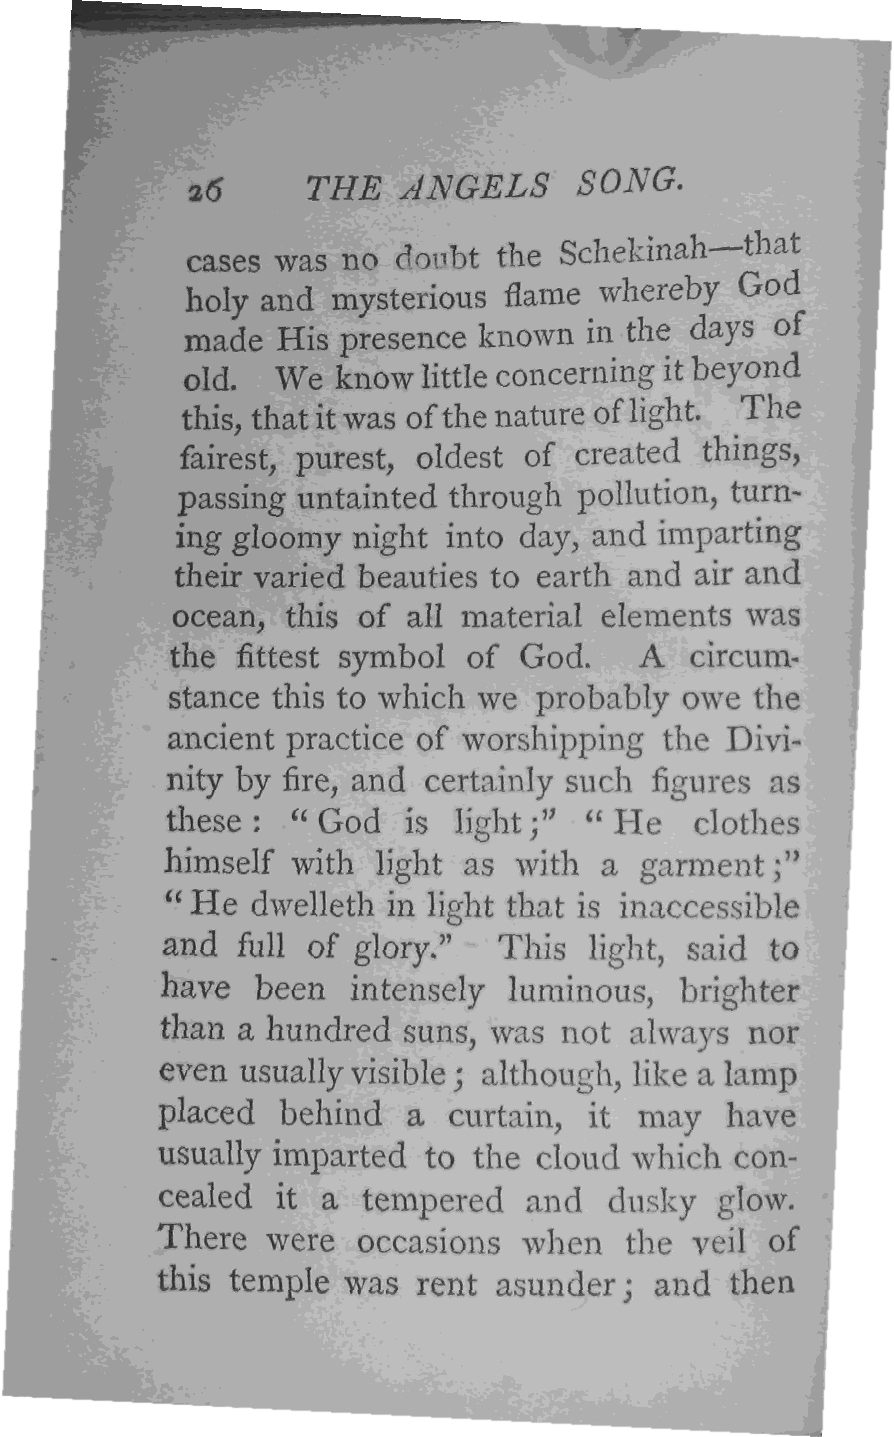 26 THE ANGELS SONG.
cases was no doubt the Schekinah—that
holy and mysterious flame whereby God
made His presence known in the days of
old. We know little concerning it beyond
this, that it was of the nature of light. The
fairest, purest, oldest of created things,
passing untainted through pollution, turn-
ing gloomy night into day, and imparting
their varied beauties to earth and air and
ocean, this of all material elements was
the fittest symbol of God. A circum-
stance this to which we probably owe the
ancient practice of worshipping the Divi-
nity by fire, and certainly such figures as
these : “ God is light ;” “ He clothes
himself with light as with a garment ;”
“ He dwelleth in light that is inaccessible
and full of glory.” This light, said to
have been intensely luminous, brighter
than a hundred suns, was not always nor
even usually visible ; although, like a lamp
placed behind a curtain, it may have
usually imparted to the cloud which con-
cealed it a tempered and dusky glow.
There were occasions when the veil of
this temple was rent asunder ; and then